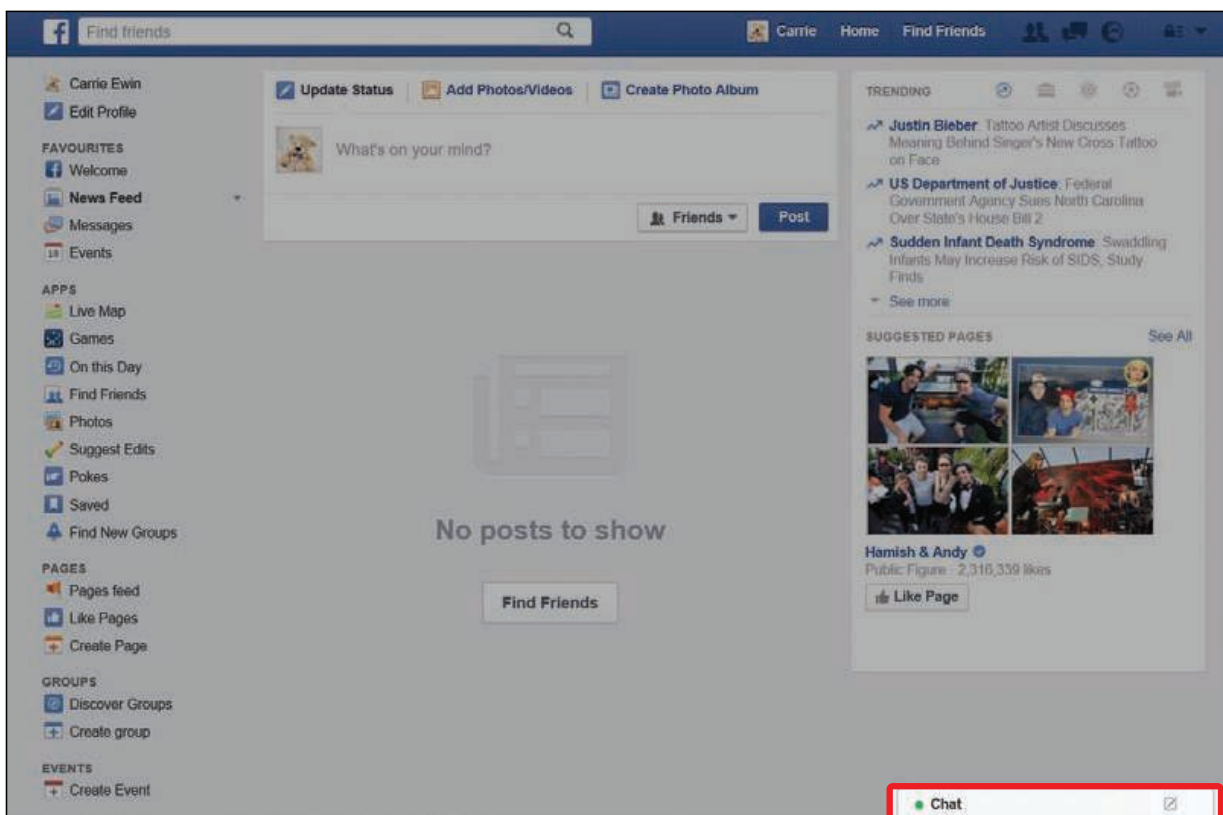 f
Find friends
Carrie
Home
Find Friends
Carrie Ewin
Edit Profile
FAVOURITES
Welcome
News Feed
Messages
18 Events
APPS
Live Map
Games
On this Day
Find Friends
Photos
Suggest Edits
Pokes
Saved
Find New Groups
PAGES
Pages feed
Like Pages
Create Page
GROUPS
Discover Groups
Create group
EVENTS
Create Event
Update Status
Add Photos/Videos
Create Photo Album
What's on your mind?
Friends
Post
No posts to show
Find Friends
TRENDING
Justin Bieber: Tattoo Artist Discusses
Meaning Behind Singer's New Cross Tattoo
on Face
US Department of Justice: Federal
Government Agency Sues North Carolina
Over State's House Bill 2
Sudden Infant Death Syndrome: Swaddling
Infants May Increase Risk of SIDS, Study
Finds
See more
SUGGESTED PAGES
See All
Hamish & Andy
Public Figure · 2,316,339 likes
Like Page
Chat